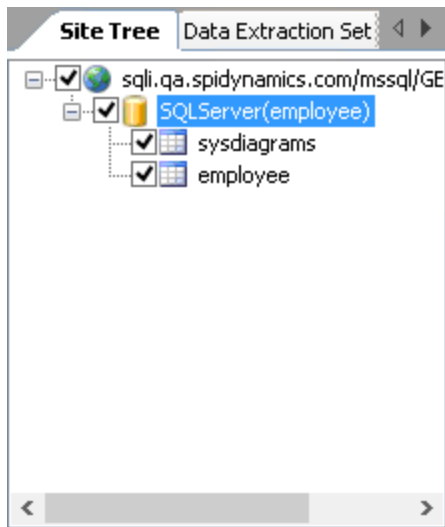 Site Tree Data Extraction Set
sqli.qa.spidynamics.com/mssql/GE
SQLServer(employee)
sysdiagrams
employee